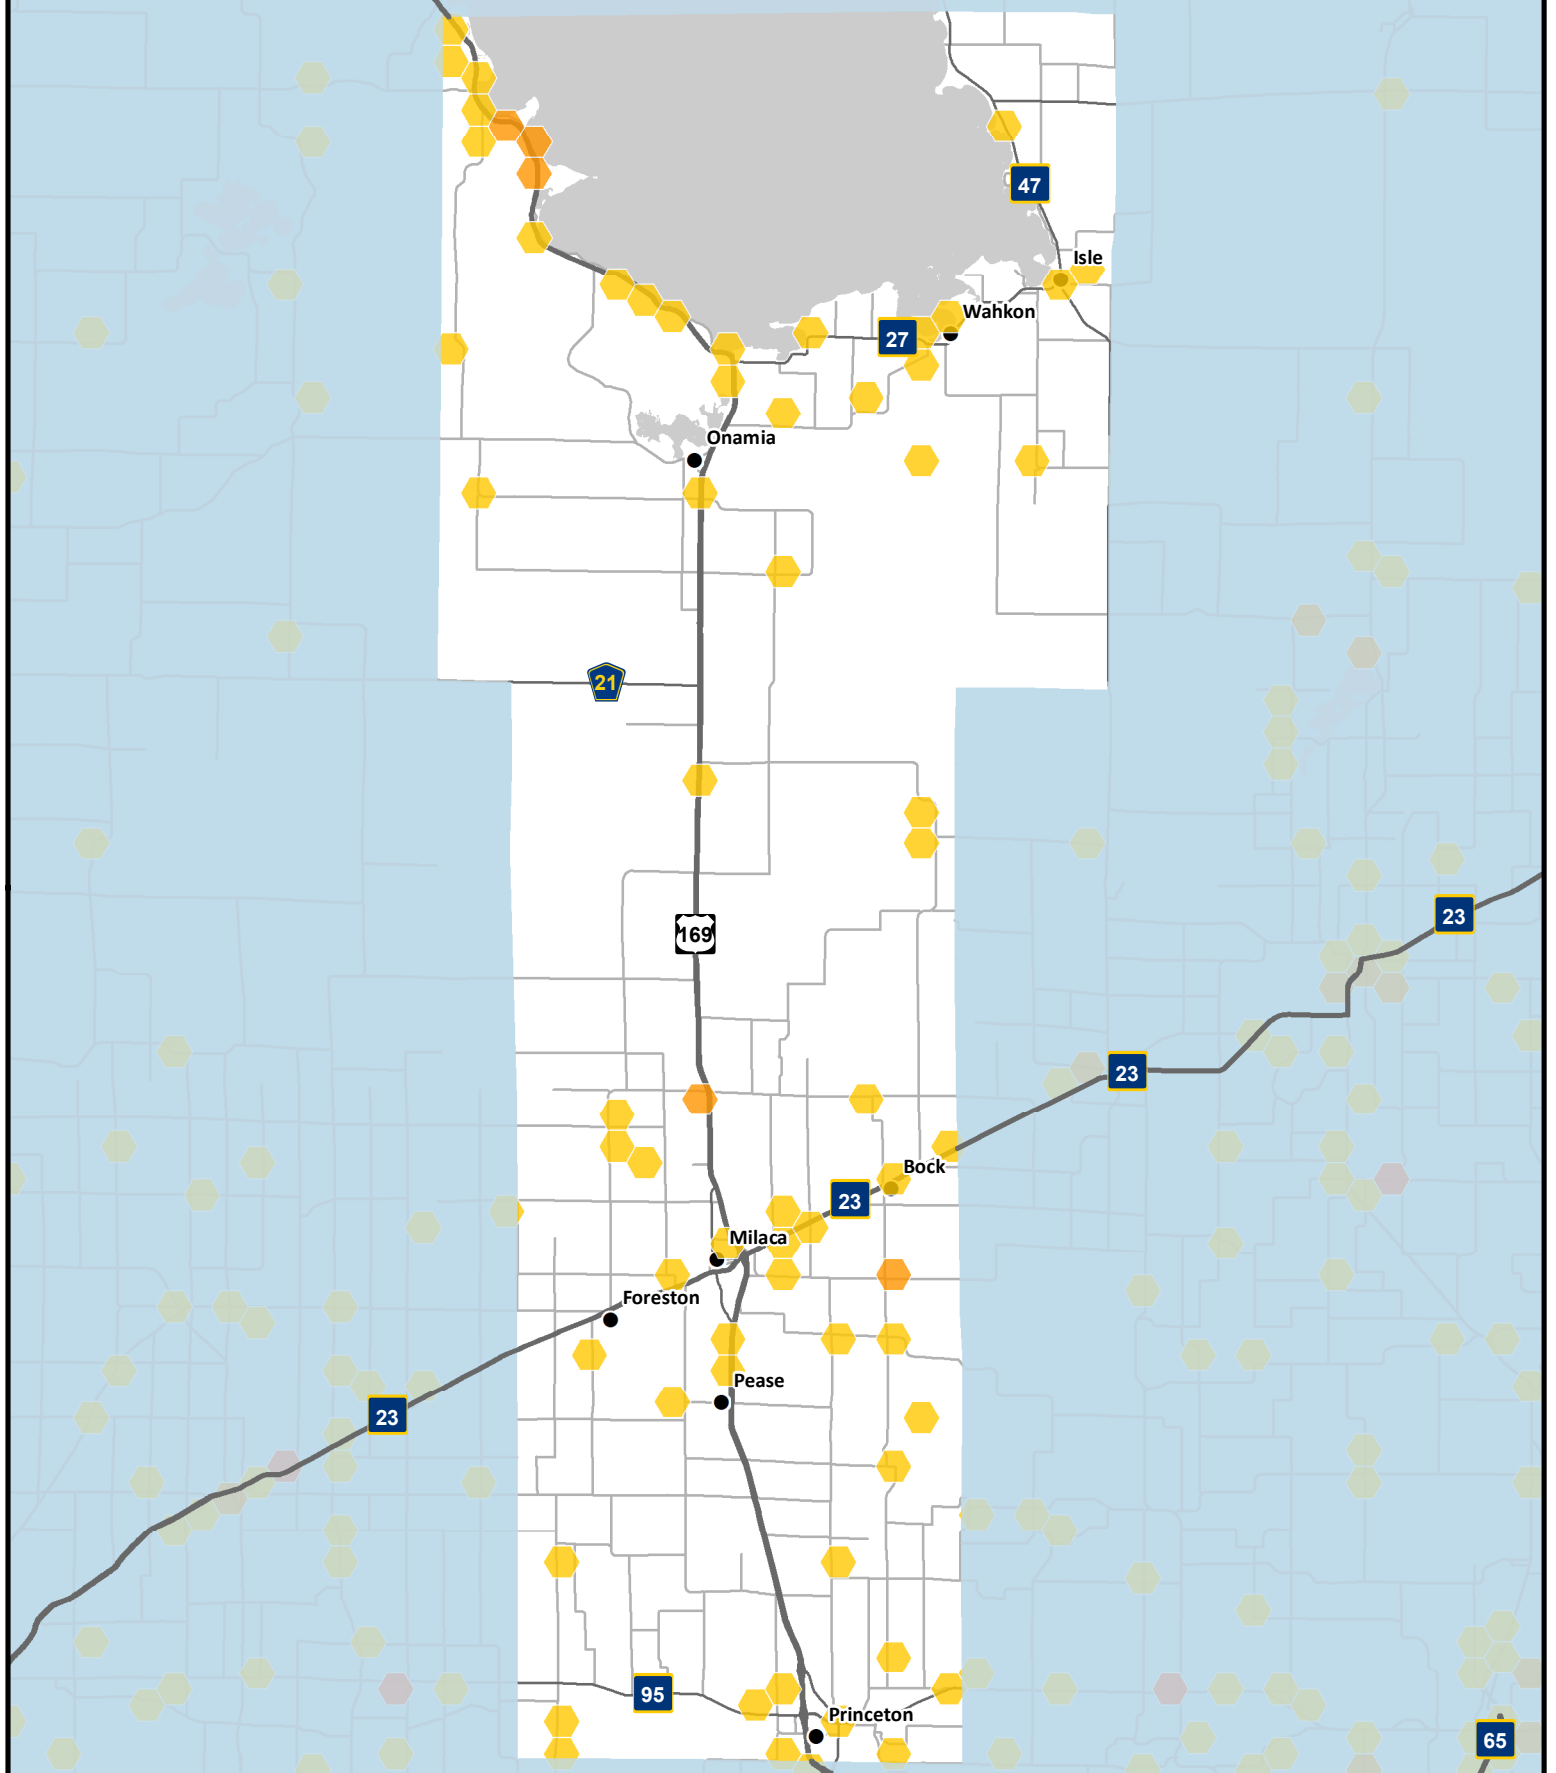 47
Isle
Wahkon
27
Onamia
21
169
23
23
Bock
23
Milaca
Foreston
Pease
23
95
Princeton
65